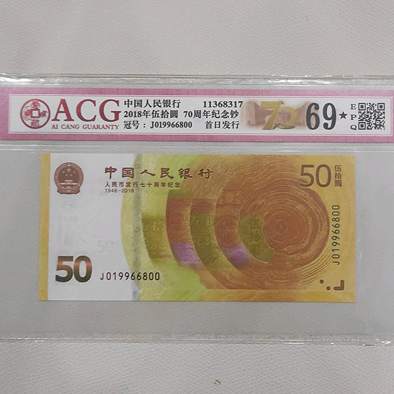 ACG
AI CANG GUARANTY
中国人民银行 11368317
2018年伍拾圆 70周年纪念钞
冠号：J019966800 首日发行
70
69★
EPQ
中国人民银行
人民币发行七十周年纪念
1948-2018
50
伍拾圆
50
J019966800
J019966800